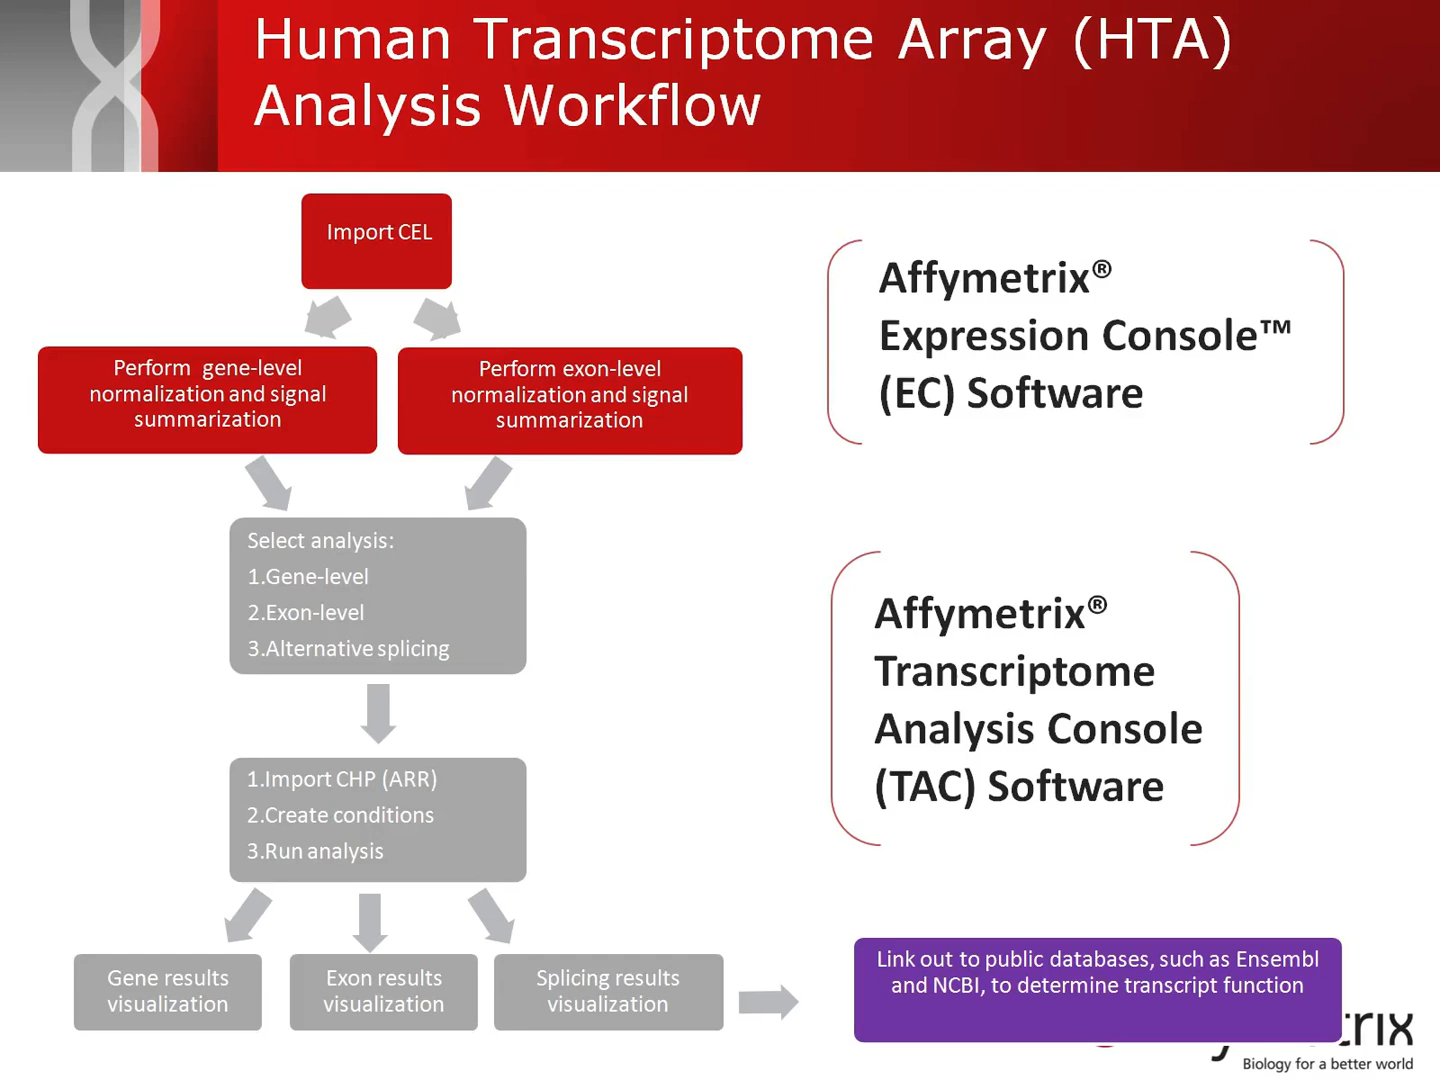 Human Transcriptome Array (HTA)
Analysis Workflow
Import CEL
Perform gene-level
normalization and signal
summarization
Perform exon-level
normalization and signal
summarization
Affymetrix®
Expression Console™
(EC) Software
Select analysis:
1.Gene-level
2.Exon-level
3.Alternative splicing
Affymetrix®
Transcriptome
Analysis Console
(TAC) Software
1.Import CHP (ARR)
2.Create conditions
3.Run analysis
Gene results
visualization
Exon results
visualization
Splicing results
visualization
Link out to public databases, such as Ensembl
and NCBI, to determine transcript function
Biology for a better world